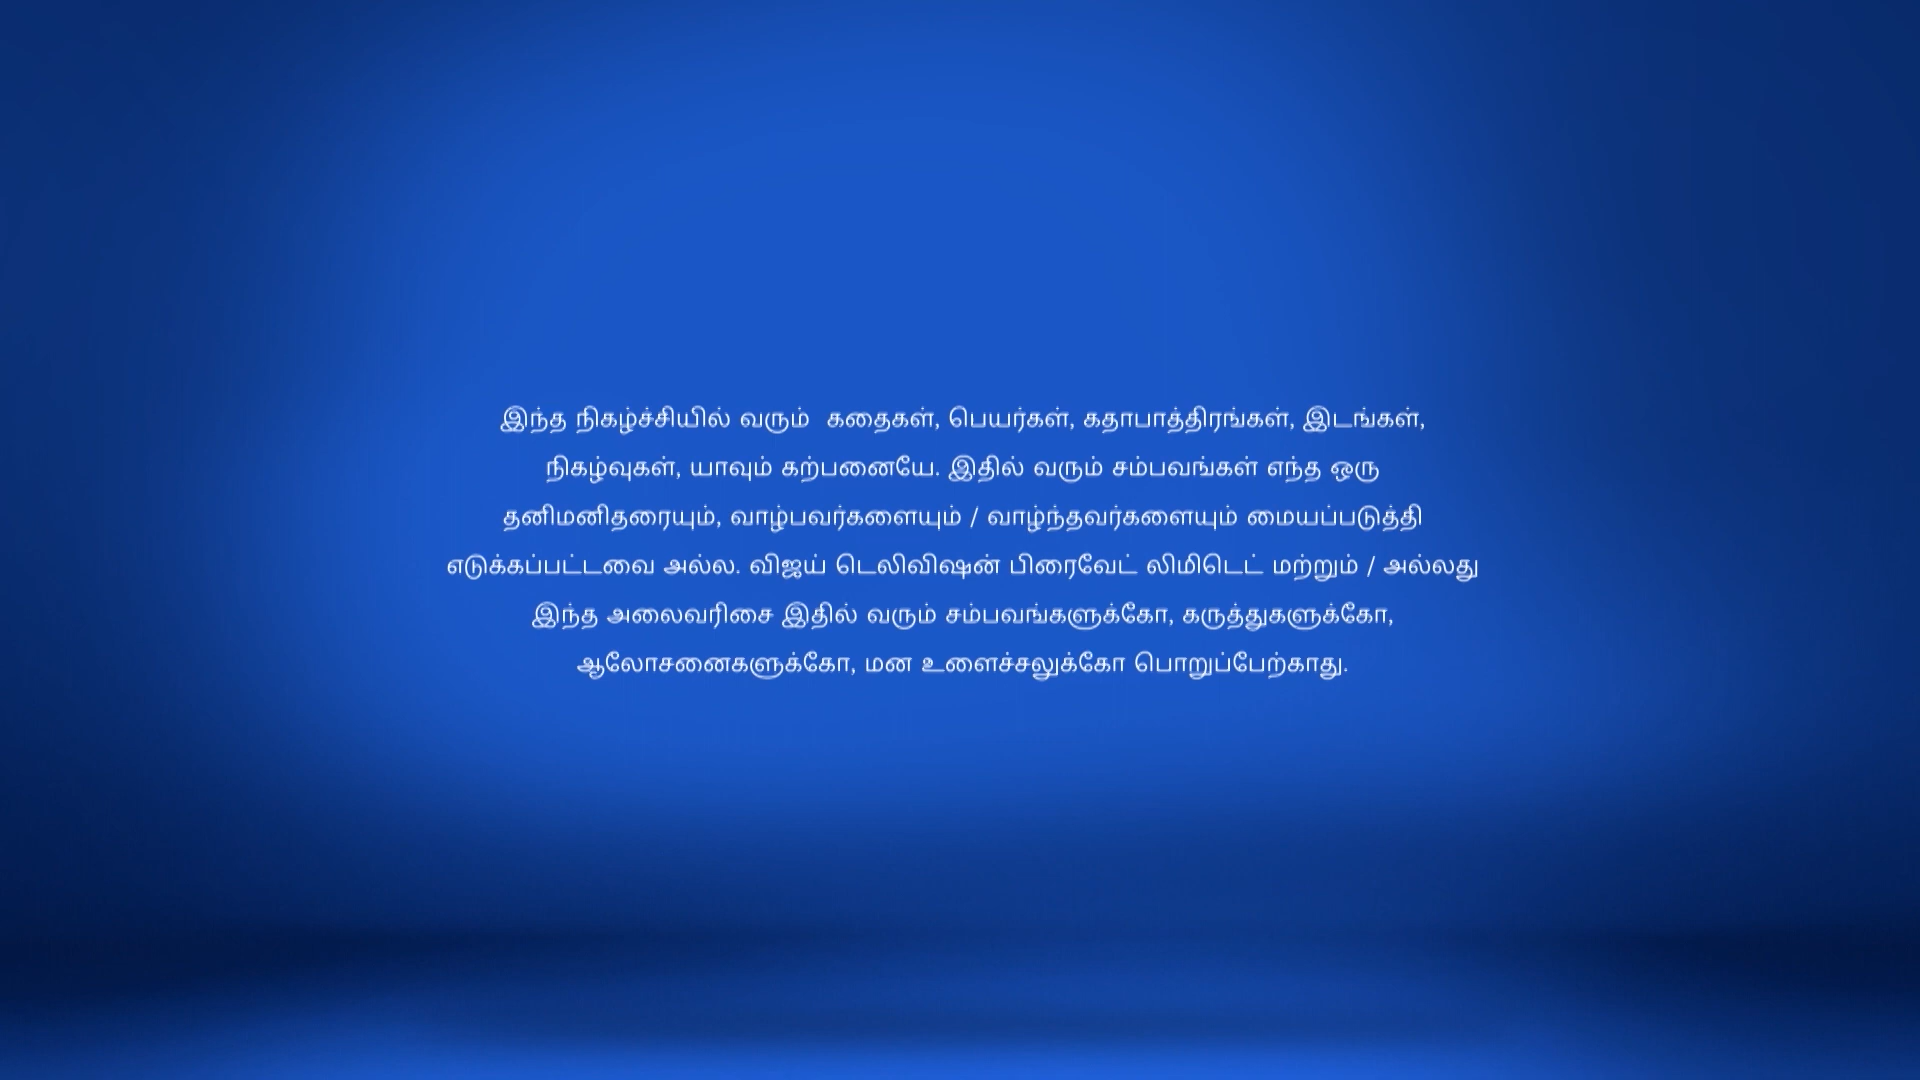 இந்த நிகழ்ச்சியில் வரும் கதைகள், பெயர்கள், கதாபாத்திரங்கள், இடங்கள்,
நிகழ்வுகள், யாவும் கற்பனையே. இதில் வரும் சம்பவங்கள் எந்த ஒரு
தனிமனிதரையும், வாழ்பவர்களையும் / வாழ்ந்தவர்களையும் மையப்படுத்தி
எடுக்கப்பட்டவை அல்ல. விஜய் டெலிவிஷன் பிரைவேட் லிமிடெட் மற்றும் / அல்லது
இந்த அலைவரிசை இதில் வரும் சம்பவங்களுக்கோ, கருத்துகளுக்கோ,
ஆலோசனைகளுக்கோ, மன உளைச்சலுக்கோ பொறுப்பேற்காது.